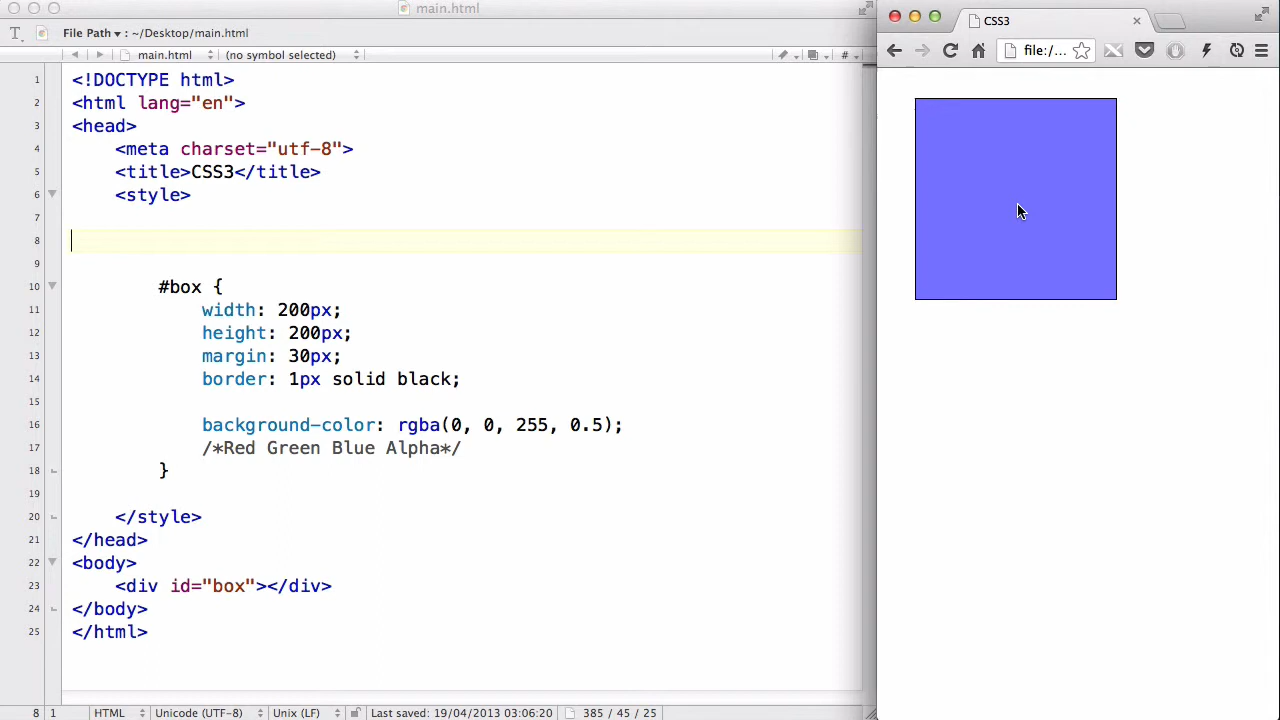 main.html
File Path ▾ : ~/Desktop/main.html
main.html (no symbol selected) #
1 <!DOCTYPE html>
2 <html lang="en">
3 <head>
4 <meta charset="utf-8">
5 <title>CSS3</title>
6 <style>
7
8
9
10 #box {
11 width: 200px;
12 height: 200px;
13 margin: 30px;
14 border: 1px solid black;
15
16 background-color: rgba(0, 0, 255, 0.5);
17 /*Red Green Blue Alpha*/
18 }
19
20 </style>
21 </head>
22 <body>
23 <div id="box"></div>
24 </body>
25 </html>
8 1 HTML Unicode (UTF-8) Unix (LF) Last saved: 19/04/2013 03:06:20 385 / 45 / 25
CSS3
file:/...